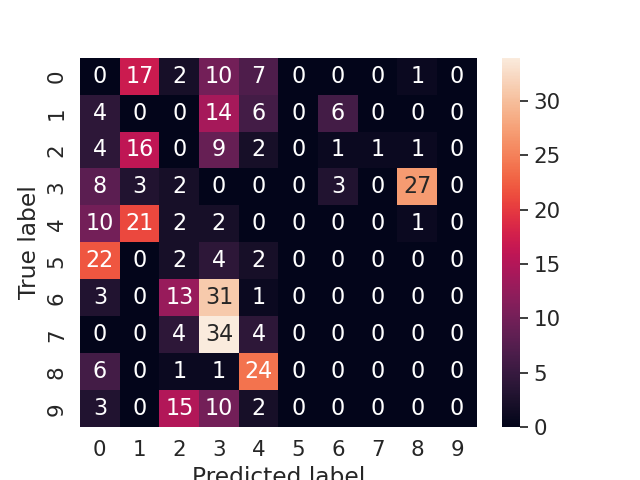 0 17 2 10 7 0 0 0 1 0
4 0 0 14 6 0 6 0 0 0
4 16 0 9 2 0 1 1 1 0
8 3 2 0 0 0 3 0 27 0
10 21 2 2 0 0 0 0 1 0
22 0 2 4 2 0 0 0 0 0
3 0 13 31 1 0 0 0 0 0
0 0 4 34 4 0 0 0 0 0
6 0 1 1 24 0 0 0 0 0
3 0 15 10 2 0 0 0 0 0
0 1 2 3 4 5 6 7 8 9
Predicted label
0 1 2 3 4 5 6 7 8 9
True label
30
25
20
15
10
5
0